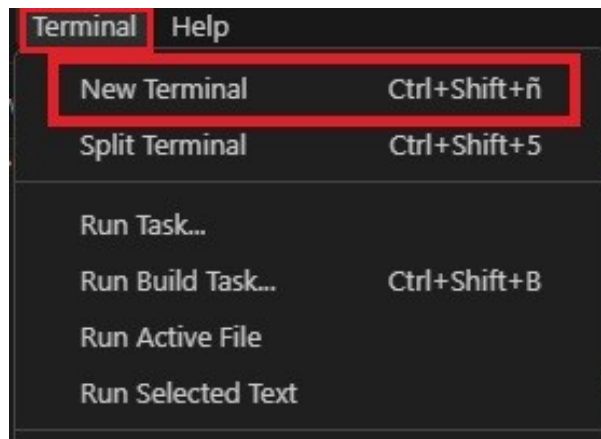 Terminal Help
New Terminal Ctrl+Shift+ñ
Split Terminal Ctrl+Shift+5
Run Task...
Run Build Task... Ctrl+Shift+B
Run Active File
Run Selected Text